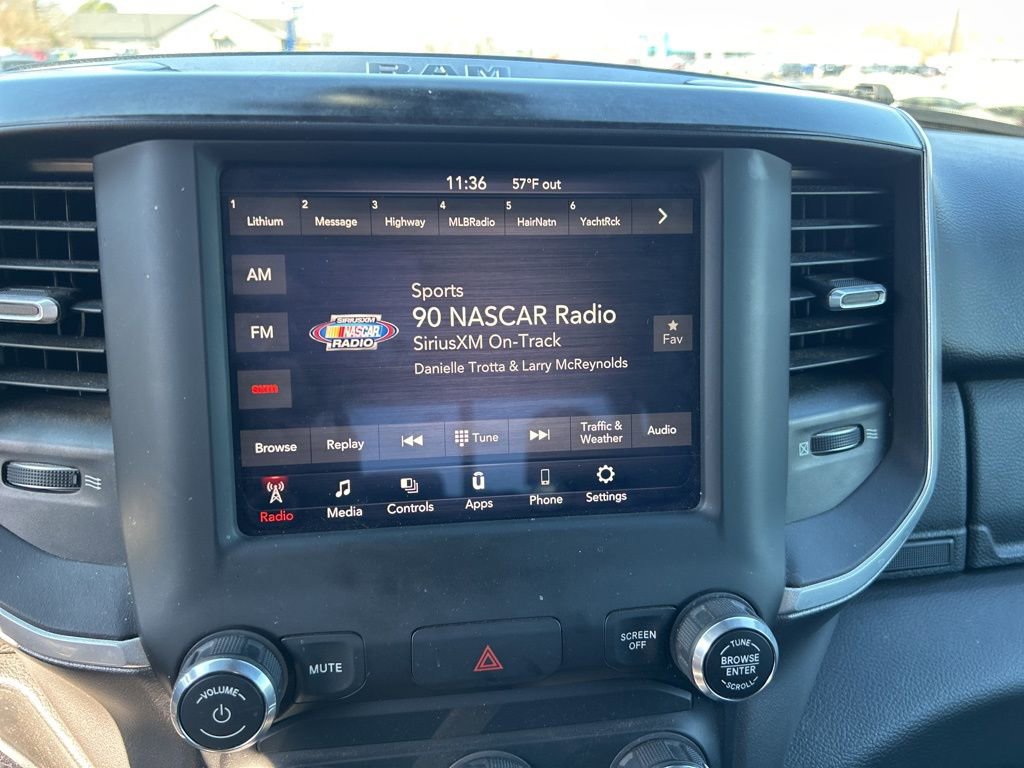 RAM
11:36 57°F out
1 Lithium 2 Message 3 Highway 4 MLBRadio 5 HairNatn 6 YachtRck >
AM
FM
SXM
Sports
90 NASCAR Radio
SiriusXM On-Track
Danielle Trotta & Larry McReynolds
SIRIUSXM
NASCAR
RADIO
Fav
Browse Replay Tune Traffic & Weather Audio
Radio Media Controls Apps Phone Settings
VOLUME
MUTE
SCREEN
OFF
TUNE
BROWSE
ENTER
SCROLL